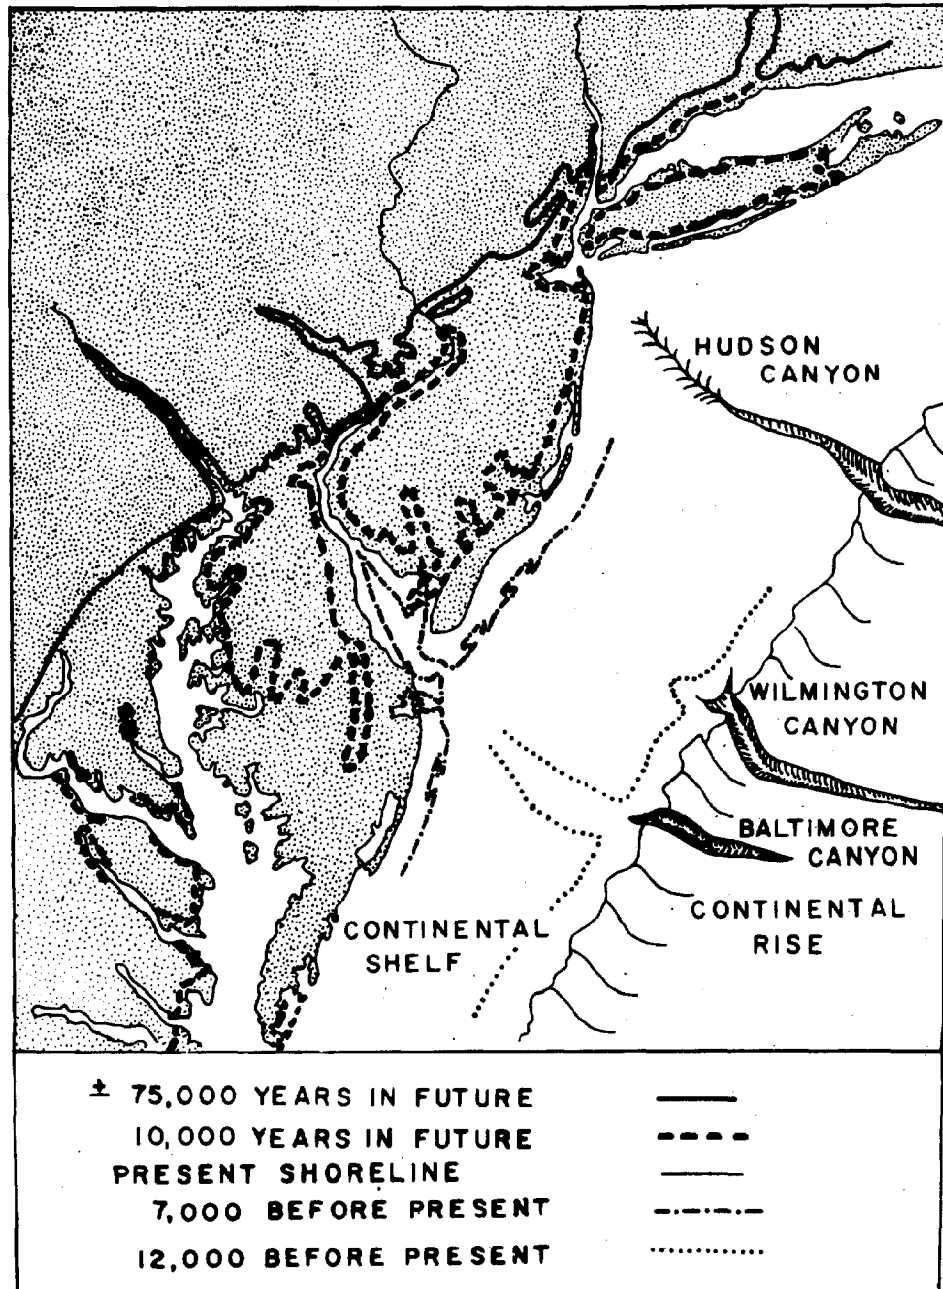 HUDSON
CANYON
WILMINGTON
CANYON
BALTIMORE
CANYON
CONTINENTAL
RISE
CONTINENTAL
SHELF
± 75,000 YEARS IN FUTURE
10,000 YEARS IN FUTURE
PRESENT SHORELINE
7,000 BEFORE PRESENT
12,000 BEFORE PRESENT